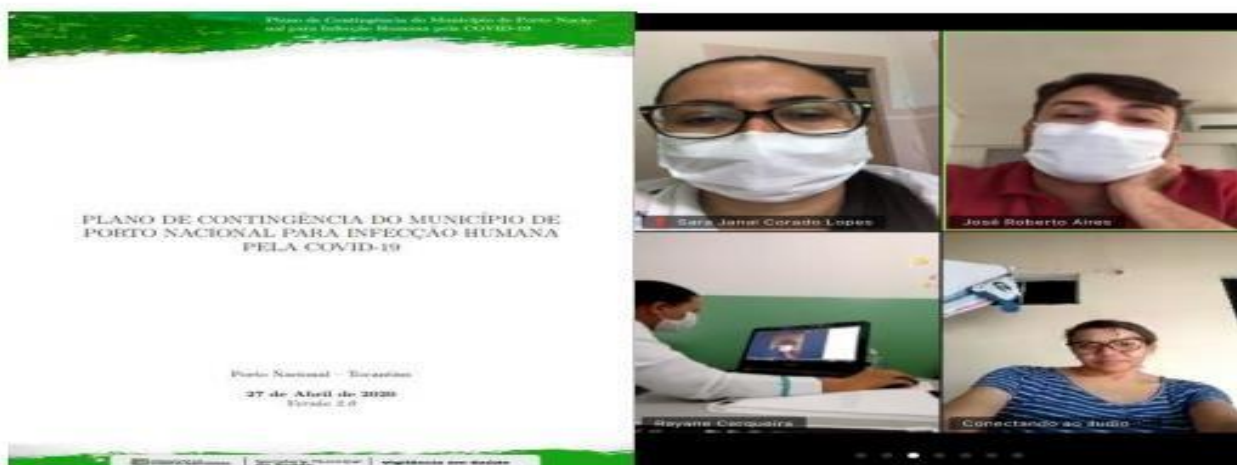 Plano de Contingência do Município de Porto Nacio-
nal para Infecção Humana pela COVID-19
PLANO DE CONTINGÊNCIA DO MUNICÍPIO DE
PORTO NACIONAL PARA INFECÇÃO HUMANA
PELA COVID-19
Porto Nacional – Tocantins
27 de Abril de 2020
Versão 2.0
Vigilância em Saúde
Sara Janaí Corado Lopes
José Roberto Aires
Rayane Cerqueira
Conectando ao áudio